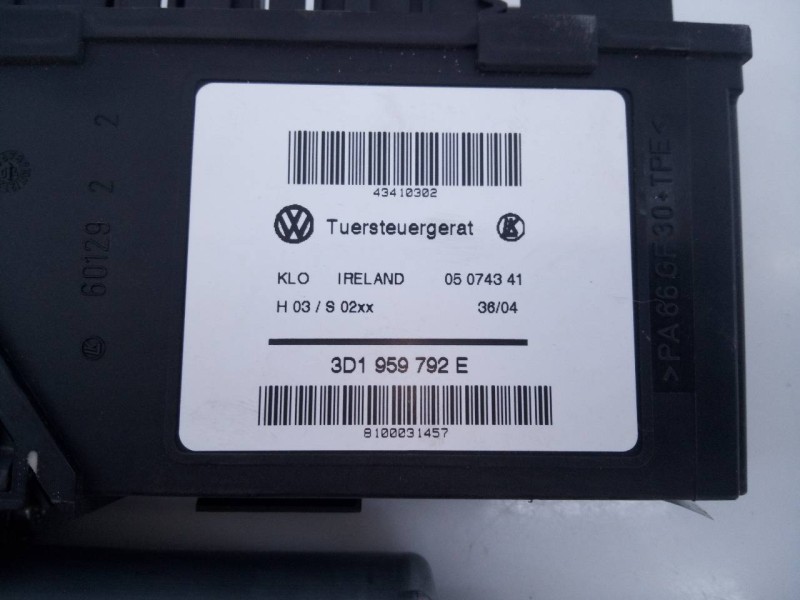 43410302
VW Tuersteuergerat K
KLO IRELAND 05 0743 41
H 03 / S 02xx 36/04
3D1 959 792 E
8100031457
60129 2 2
>PA 66 GF 30+TPE<